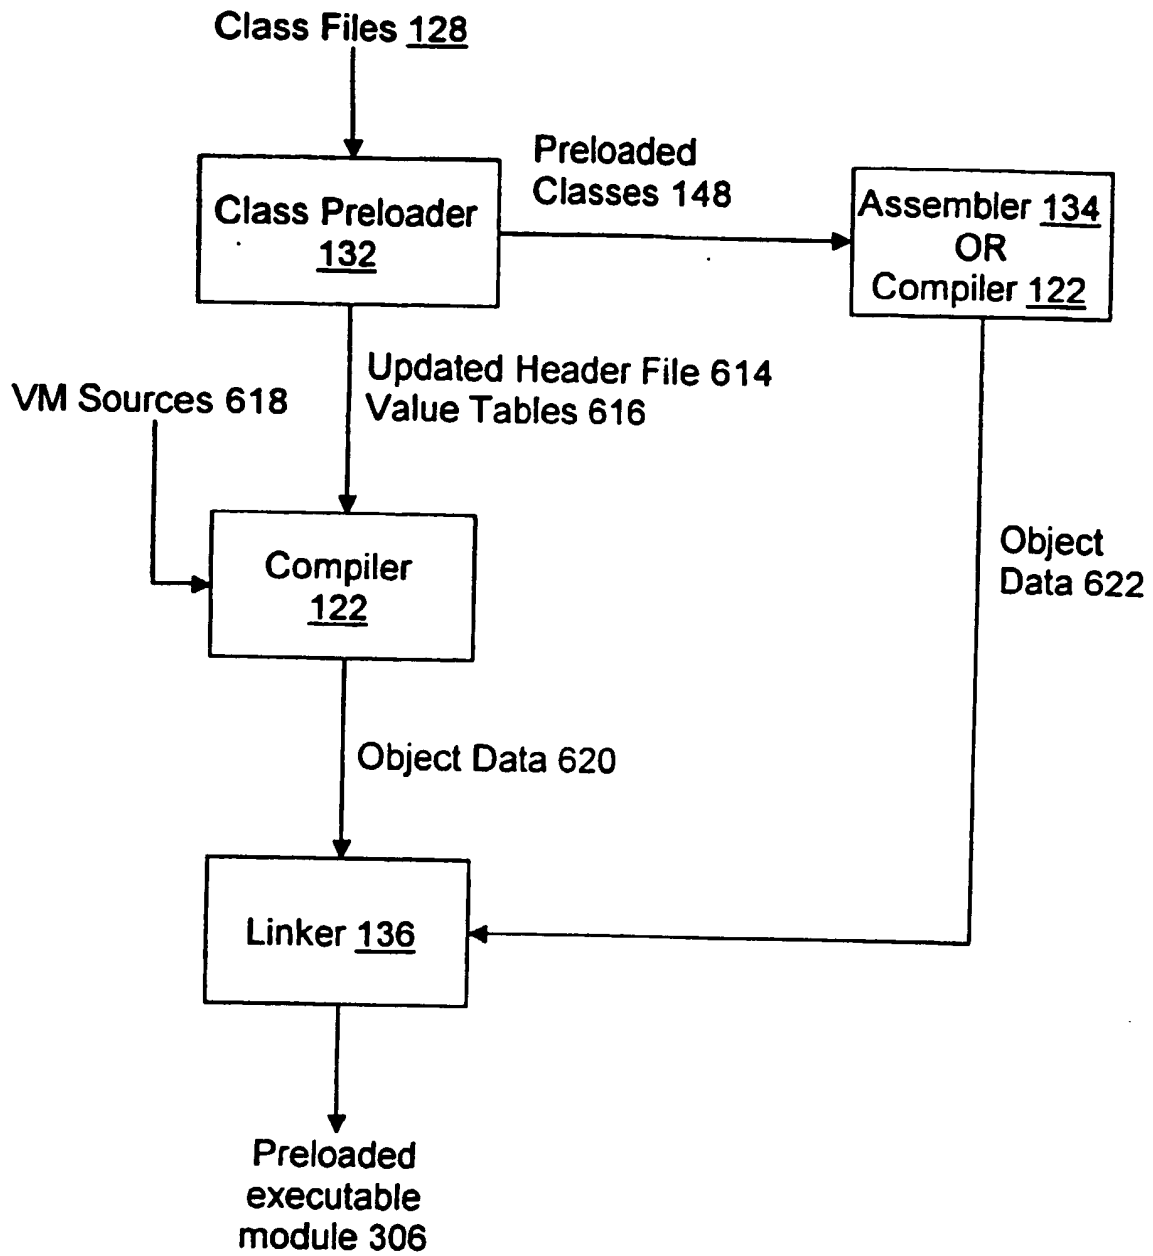 Class Files 128
Preloaded
Classes 148
Class Preloader
132
Assembler 134
OR
Compiler 122
Updated Header File 614
Value Tables 616
VM Sources 618
Compiler
122
Object
Data 622
Object Data 620
Linker 136
Preloaded
executable
module 306